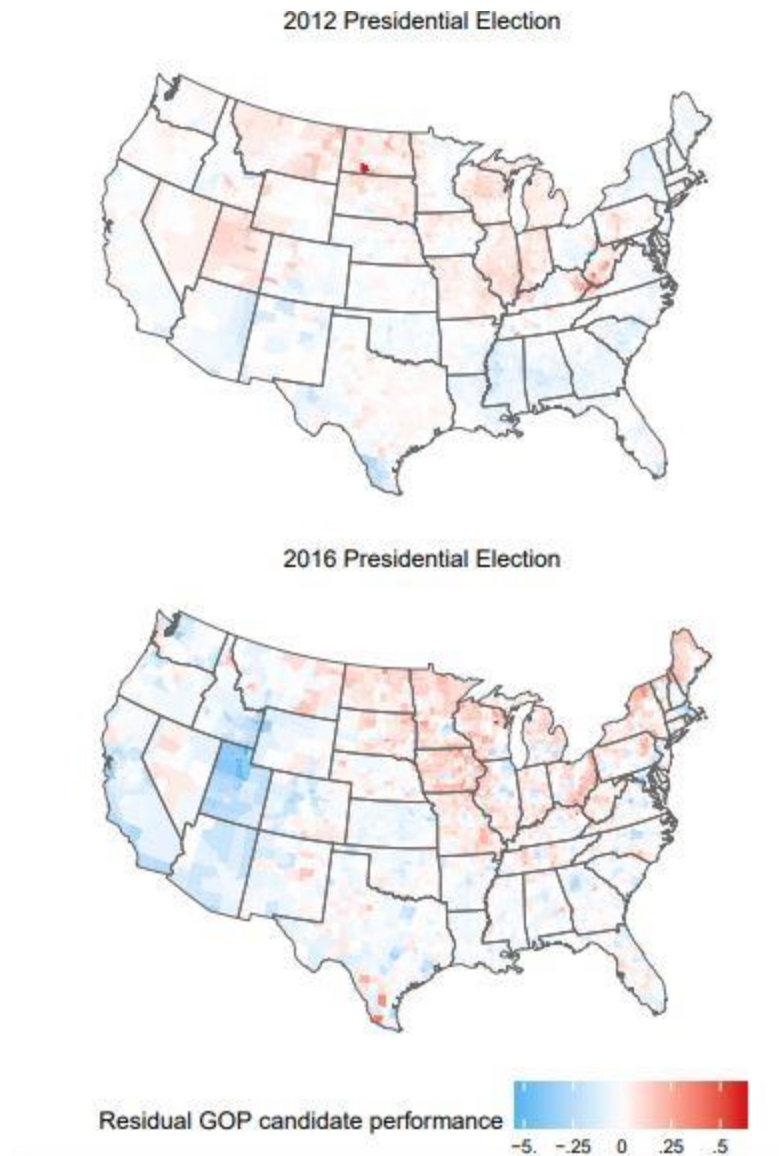 2012 Presidential Election
2016 Presidential Election
Residual GOP candidate performance
−5. −.25 0 .25 .5